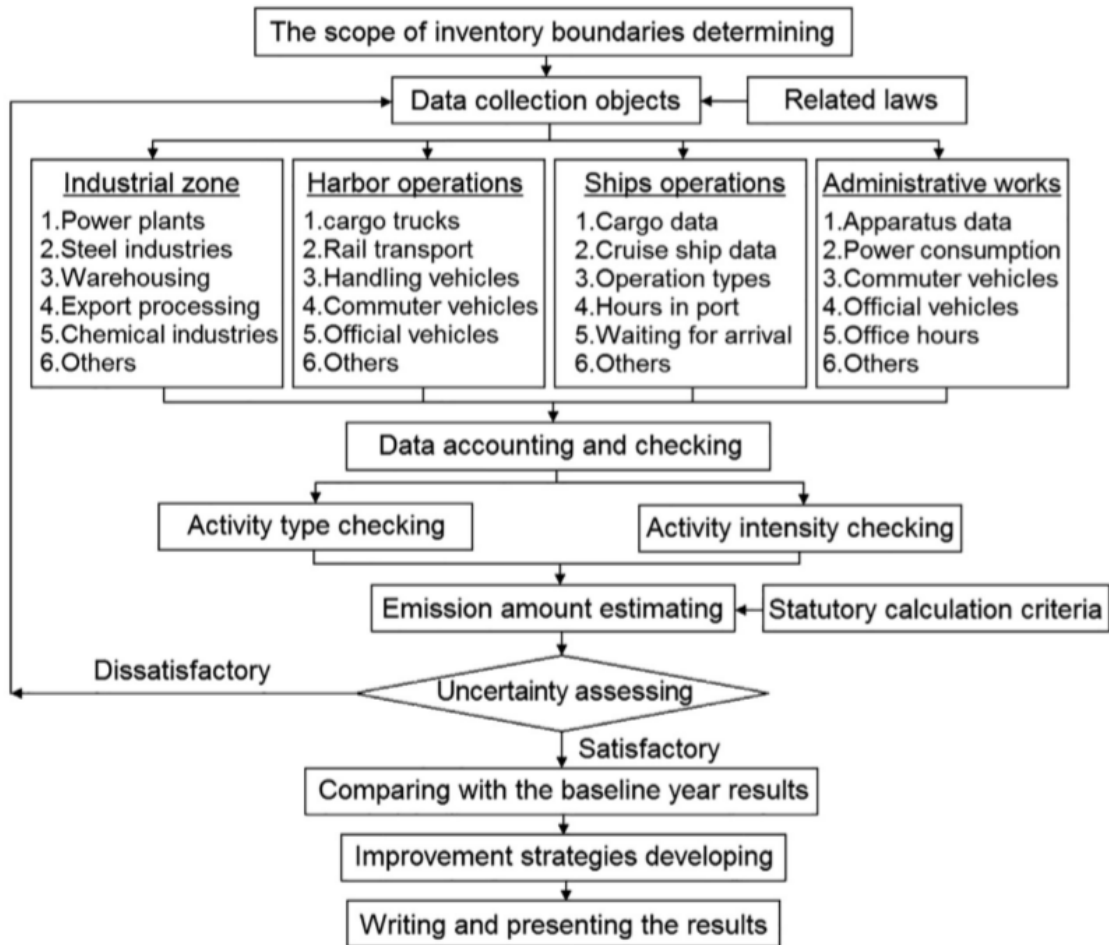 The scope of inventory boundaries determining
Data collection objects
Related laws
Industrial zone
1.Power plants
2.Steel industries
3.Warehousing
4.Export processing
5.Chemical industries
6.Others
Harbor operations
1.cargo trucks
2.Rail transport
3.Handling vehicles
4.Commuter vehicles
5.Official vehicles
6.Others
Ships operations
1.Cargo data
2.Cruise ship data
3.Operation types
4.Hours in port
5.Waiting for arrival
6.Others
Administrative works
1.Apparatus data
2.Power consumption
3.Commuter vehicles
4.Official vehicles
5.Office hours
6.Others
Data accounting and checking
Activity type checking
Activity intensity checking
Emission amount estimating
Statutory calculation criteria
Dissatisfactory
Uncertainty assessing
Satisfactory
Comparing with the baseline year results
Improvement strategies developing
Writing and presenting the results